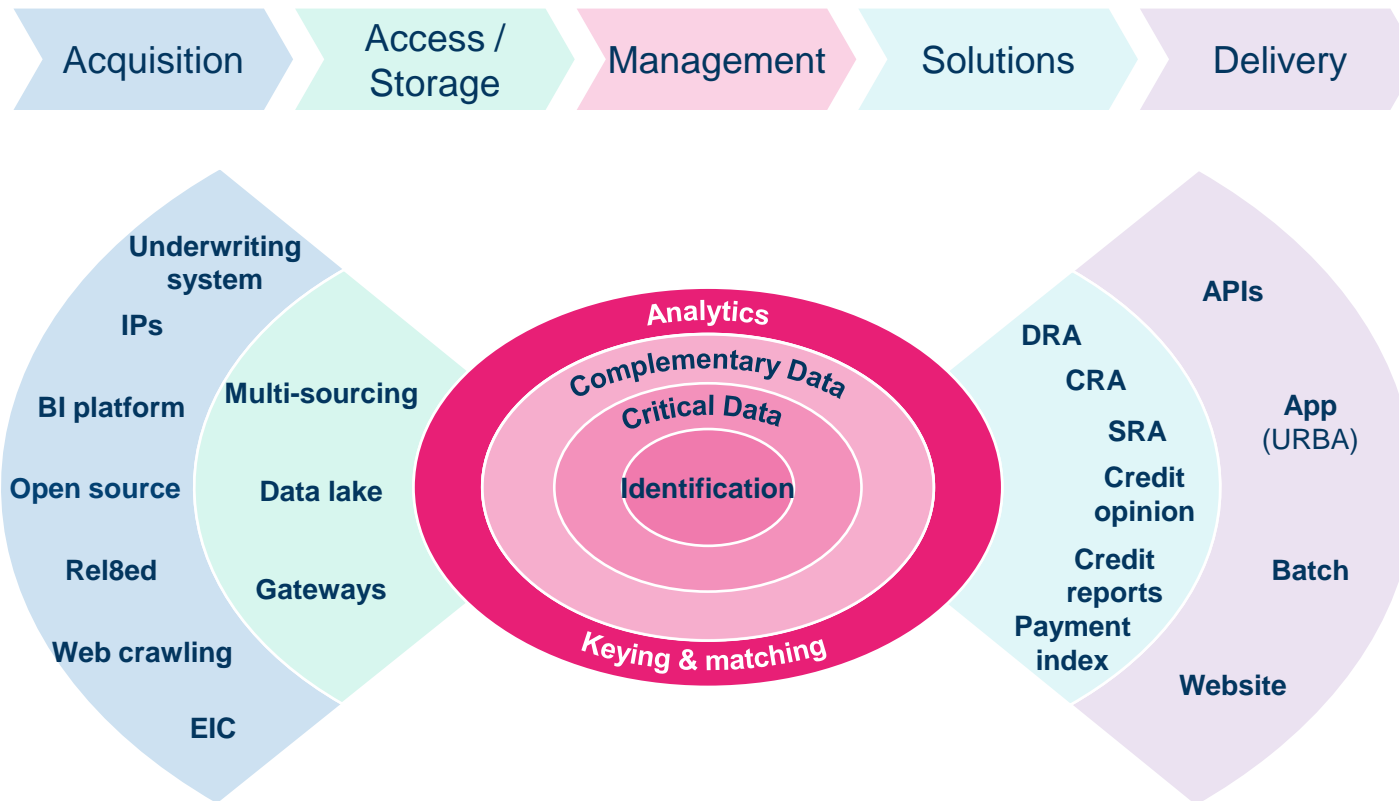 Acquisition
Access /
Storage
Management
Solutions
Delivery
Underwriting
system
IPs
BI platform
Open source
Rel8ed
Web crawling
EIC
Multi-sourcing
Data lake
Gateways
Analytics
Complementary Data
Critical Data
Identification
Keying & matching
DRA
CRA
SRA
Credit
opinion
Credit
reports
Payment
index
APIs
App
(URBA)
Batch
Website